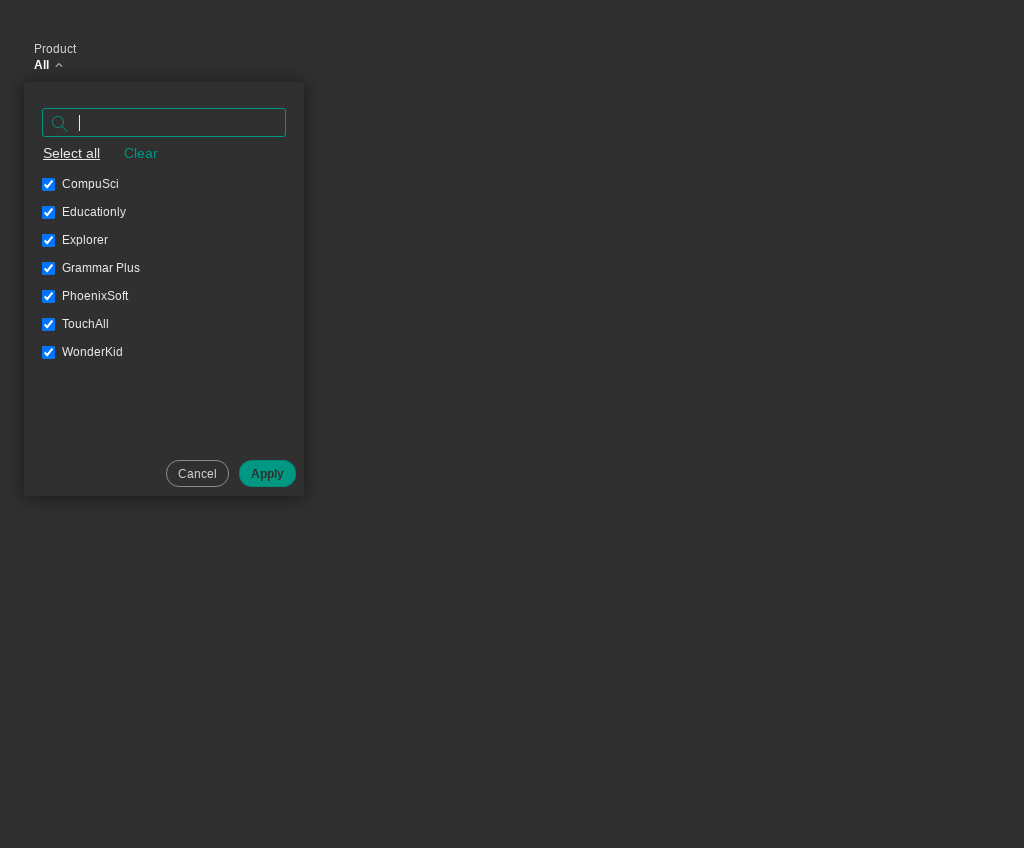 Product
All
Select all Clear
CompuSci
Educationly
Explorer
Grammar Plus
PhoenixSoft
TouchAll
WonderKid
Cancel Apply